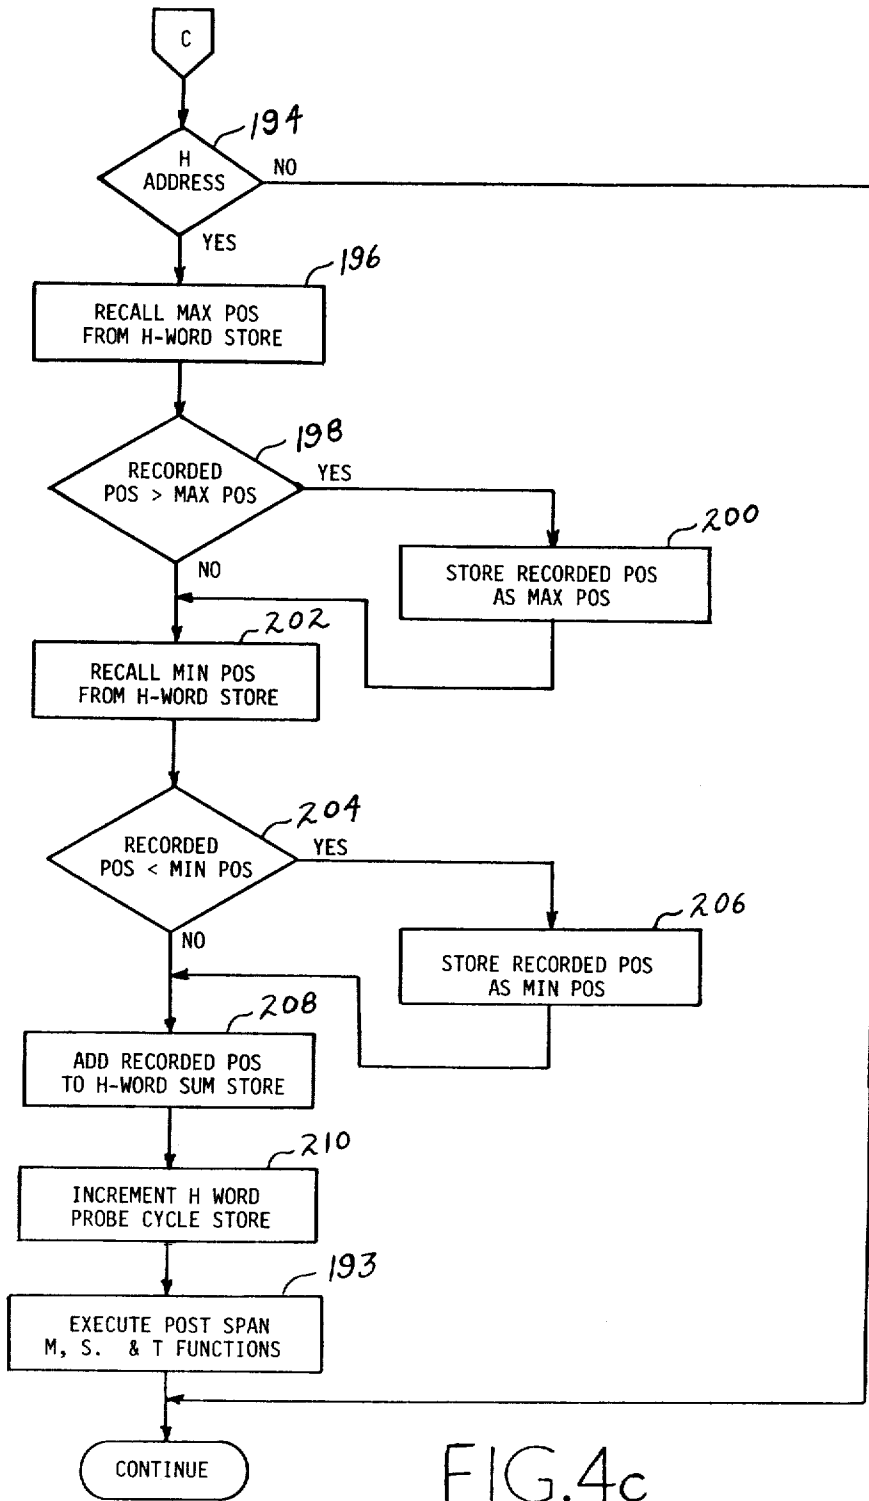 C
194
H
ADDRESS
NO
YES
196
RECALL MAX POS
FROM H-WORD STORE
198
RECORDED
POS > MAX POS
YES
NO
200
STORE RECORDED POS
AS MAX POS
202
RECALL MIN POS
FROM H-WORD STORE
204
RECORDED
POS < MIN POS
YES
NO
206
STORE RECORDED POS
AS MIN POS
208
ADD RECORDED POS
TO H-WORD SUM STORE
210
INCREMENT H WORD
PROBE CYCLE STORE
193
EXECUTE POST SPAN
M, S. & T FUNCTIONS
CONTINUE
FIG.4c